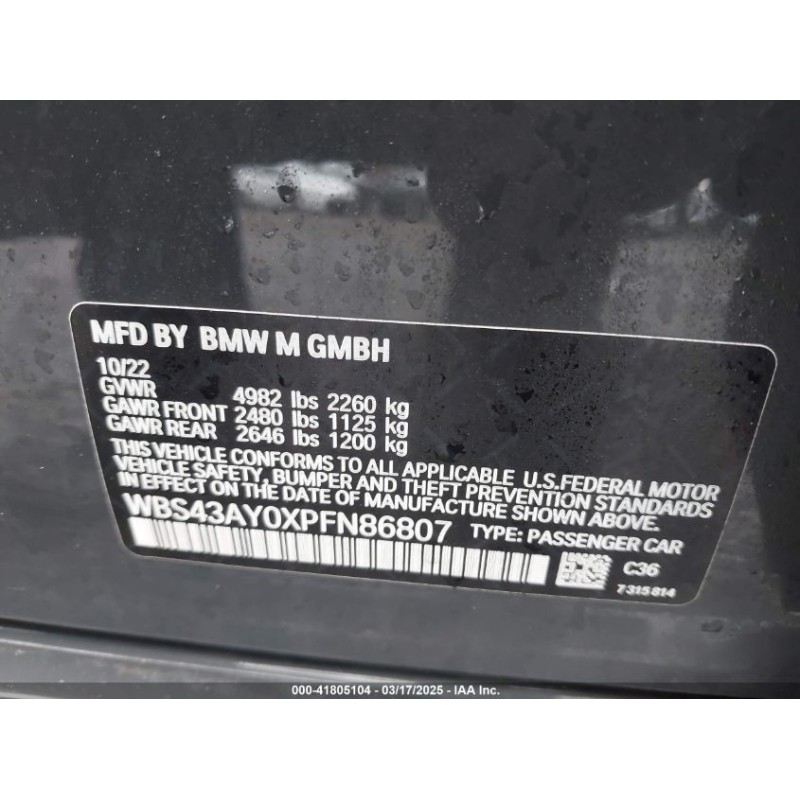 MFD BY BMW M GMBH
10/22
GVWR 4982 lbs 2260 kg
GAWR FRONT 2480 lbs 1125 kg
GAWR REAR 2646 lbs 1200 kg
THIS VEHICLE CONFORMS TO ALL APPLICABLE U.S.FEDERAL MOTOR
VEHICLE SAFETY, BUMPER AND THEFT PREVENTION STANDARDS
IN EFFECT ON THE DATE OF MANUFACTURE SHOWN ABOVE.
WBS43AY0XPFN86807 TYPE: PASSENGER CAR
C36
7315814
000-41805104 - 03/17/2025 - IAA Inc.